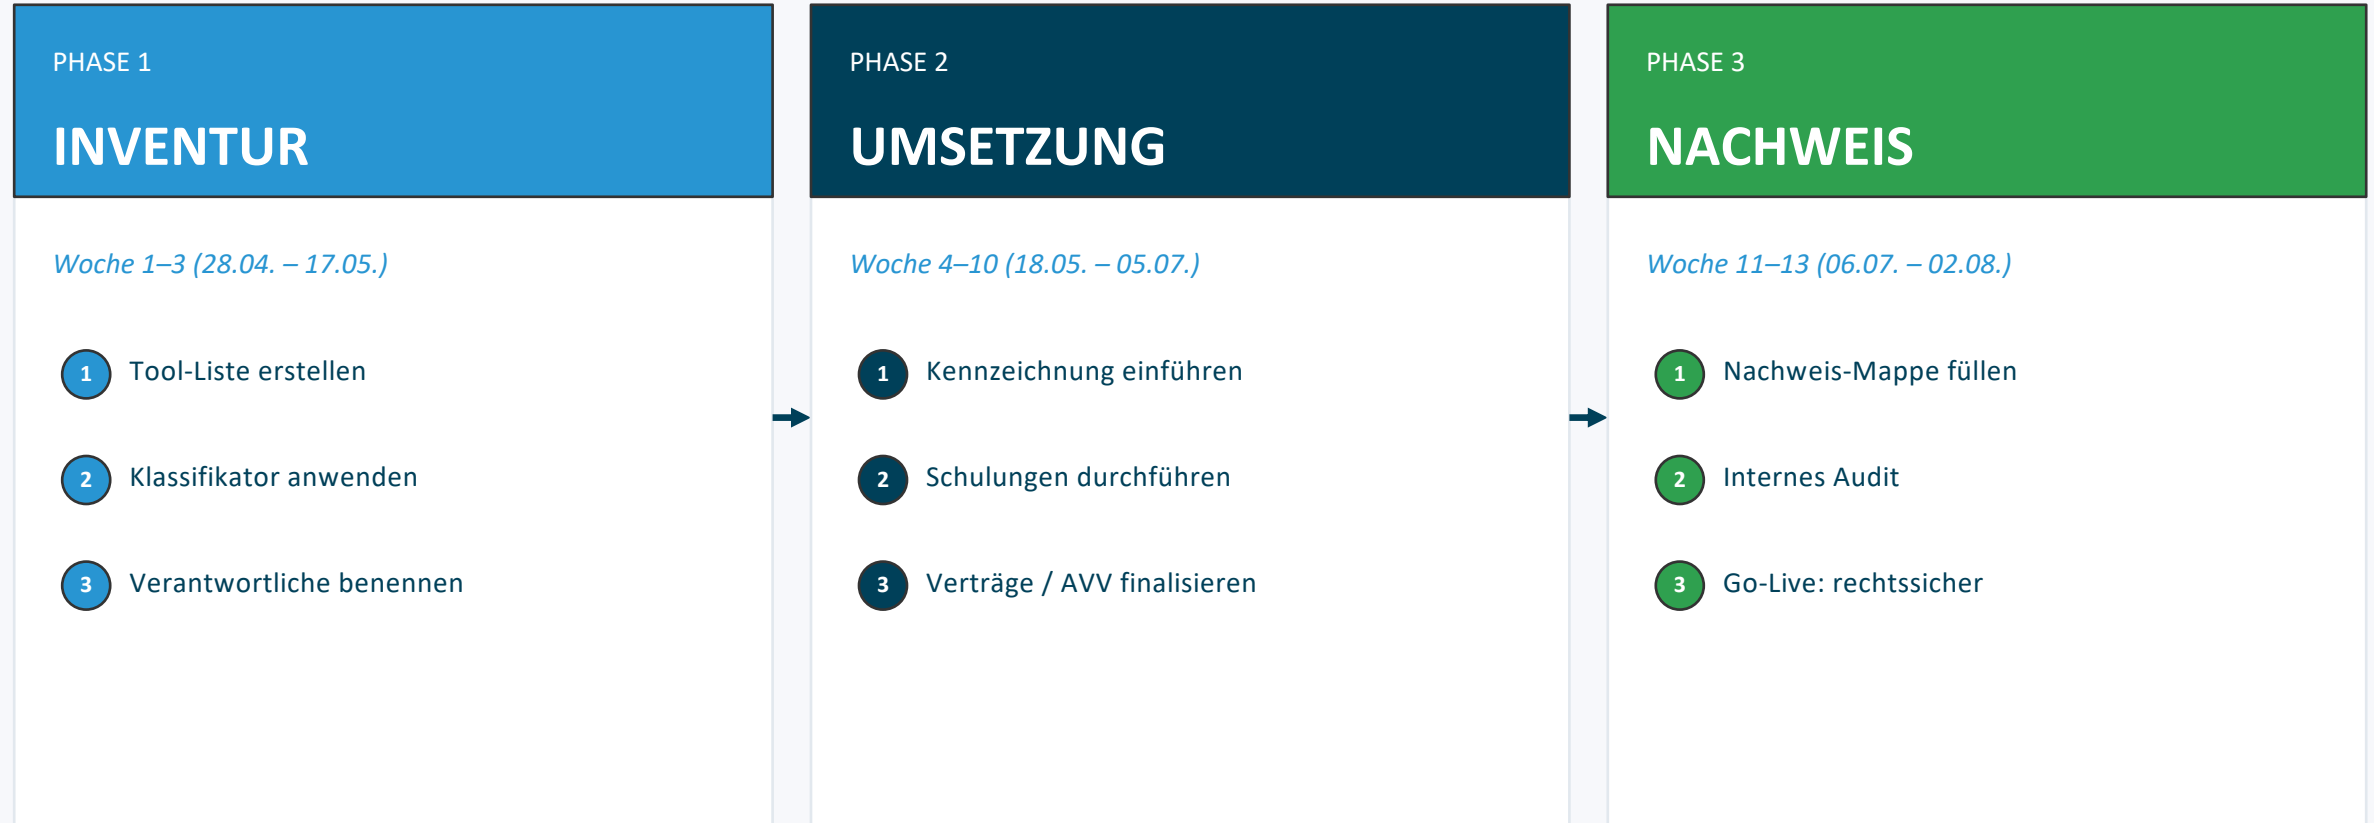 PHASE 1
INVENTUR
Woche 1–3 (28.04. – 17.05.)
1 Tool-Liste erstellen
2 Klassifikator anwenden
3 Verantwortliche benennen
PHASE 2
UMSETZUNG
Woche 4–10 (18.05. – 05.07.)
1 Kennzeichnung einführen
2 Schulungen durchführen
3 Verträge / AVV finalisieren
PHASE 3
NACHWEIS
Woche 11–13 (06.07. – 02.08.)
1 Nachweis-Mappe füllen
2 Internes Audit
3 Go-Live: rechtssicher